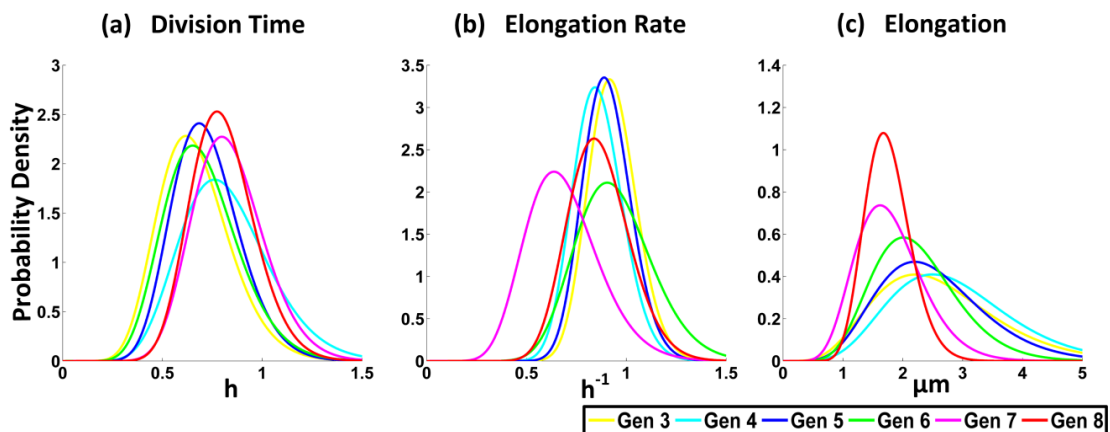 (a) Division Time
(b) Elongation Rate
(c) Elongation
Probability Density
3
2.5
2
1.5
1
0.5
0
0 0.5 1 1.5
h
3.5
3
2.5
2
1.5
1
0.5
0
0 0.5 1 1.5
h⁻¹
1.4
1.2
1
0.8
0.6
0.4
0.2
0
0 1 2 3 4 5
μm
Gen 3 Gen 4 Gen 5 Gen 6 Gen 7 Gen 8